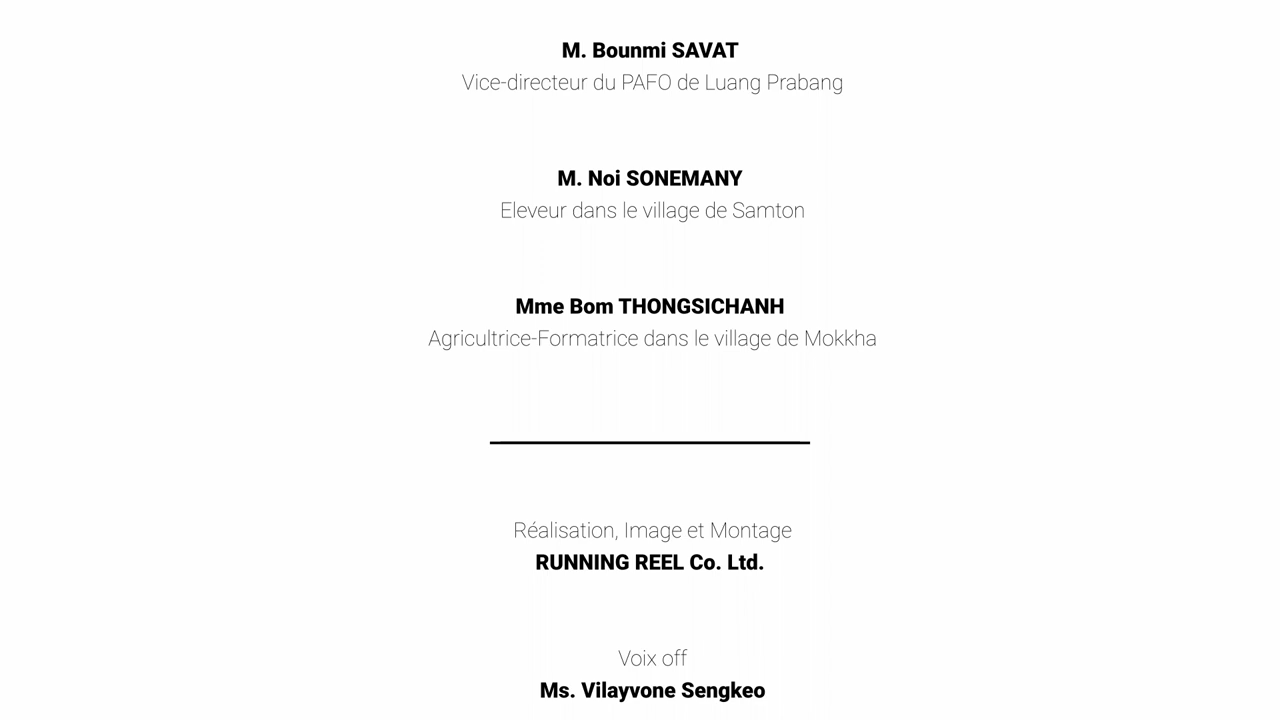 M. Bounmi SAVAT
Vice-directeur du PAFO de Luang Prabang
M. Noi SONEMANY
Eleveur dans le village de Samton
Mme Bom THONGSICHANH
Agricultrice-Formatrice dans le village de Mokkha
Réalisation, Image et Montage
RUNNING REEL Co. Ltd.
Voix off
Ms. Vilayvone Sengkeo